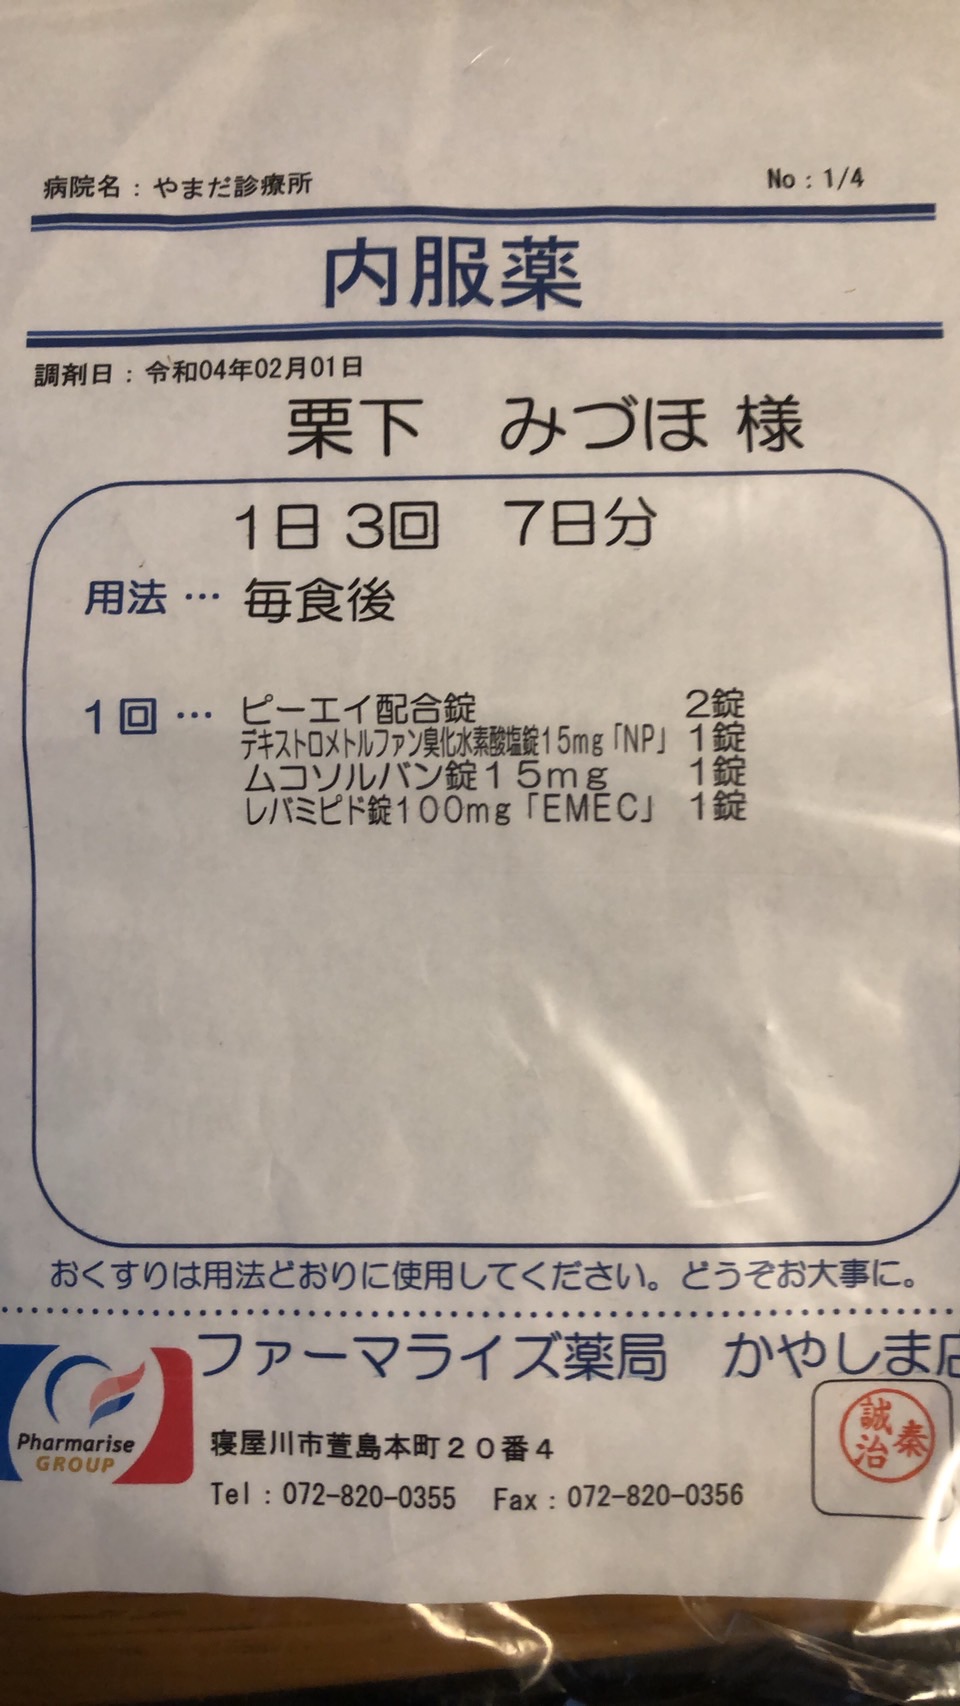 病院名：やまだ診療所
No：1/4
内服薬
調剤日：令和04年02月01日
栗下　みづほ 様
1日 3回　7日分
用法 … 毎食後
1回 … ピーエイ配合錠 2錠
デキストロメトルファン臭化水素酸塩錠15mg「NP」 1錠
ムコソルバン錠15mg 1錠
レバミピド錠100mg「EMEC」 1錠
おくすりは用法どおりに使用してください。どうぞお大事に。
ファーマライズ薬局　かやしま店
Pharmarise
GROUP
寝屋川市萱島本町20番4
Tel：072-820-0355　Fax：072-820-0356
秦
誠治